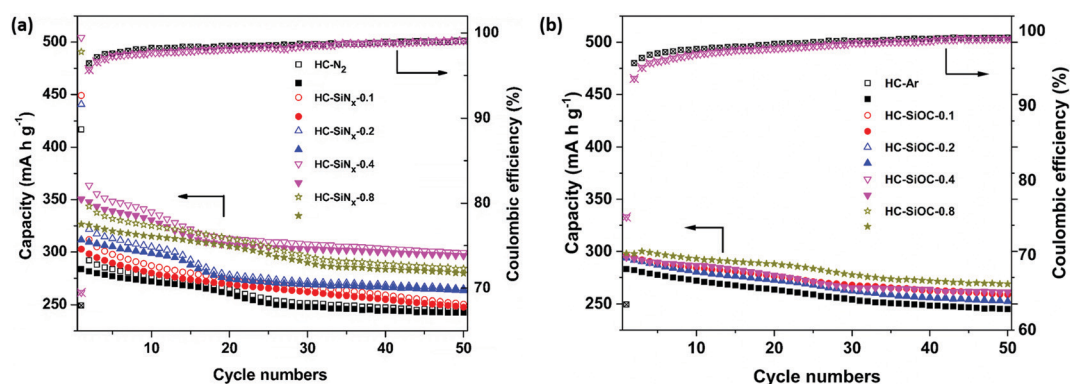 (a)
500
450
400
350
300
250
Capacity (mA h g⁻¹)
10
20
30
40
50
Cycle numbers
100
90
80
70
Coulombic efficiency (%)
HC-N₂
HC-SiNₓ-0.1
HC-SiNₓ-0.2
HC-SiNₓ-0.4
HC-SiNₓ-0.8
(b)
500
450
400
350
300
250
Capacity (mA h g⁻¹)
10
20
30
40
50
Cycle numbers
100
90
80
70
60
Coulombic efficiency (%)
HC-Ar
HC-SiOC-0.1
HC-SiOC-0.2
HC-SiOC-0.4
HC-SiOC-0.8